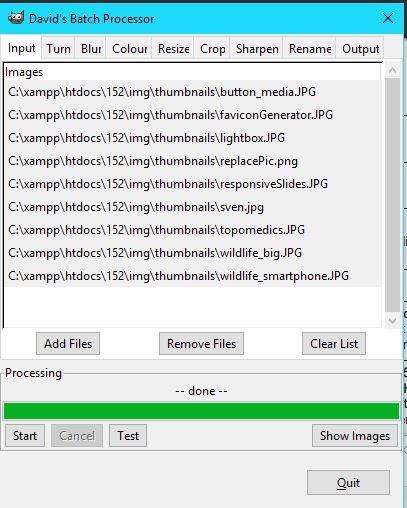 David's Batch Processor
Input Turn Blur Colour Resize Crop Sharpen Rename Output
Images
C:\xampp\htdocs\152\img\thumbnails\button_media.JPG
C:\xampp\htdocs\152\img\thumbnails\faviconGenerator.JPG
C:\xampp\htdocs\152\img\thumbnails\lightbox.JPG
C:\xampp\htdocs\152\img\thumbnails\replacePic.png
C:\xampp\htdocs\152\img\thumbnails\responsiveSlides.JPG
C:\xampp\htdocs\152\img\thumbnails\sven.jpg
C:\xampp\htdocs\152\img\thumbnails\topomedics.JPG
C:\xampp\htdocs\152\img\thumbnails\wildlife_big.JPG
C:\xampp\htdocs\152\img\thumbnails\wildlife_smartphone.JPG
Add Files Remove Files Clear List
Processing
-- done --
Start Cancel Test Show Images
Quit